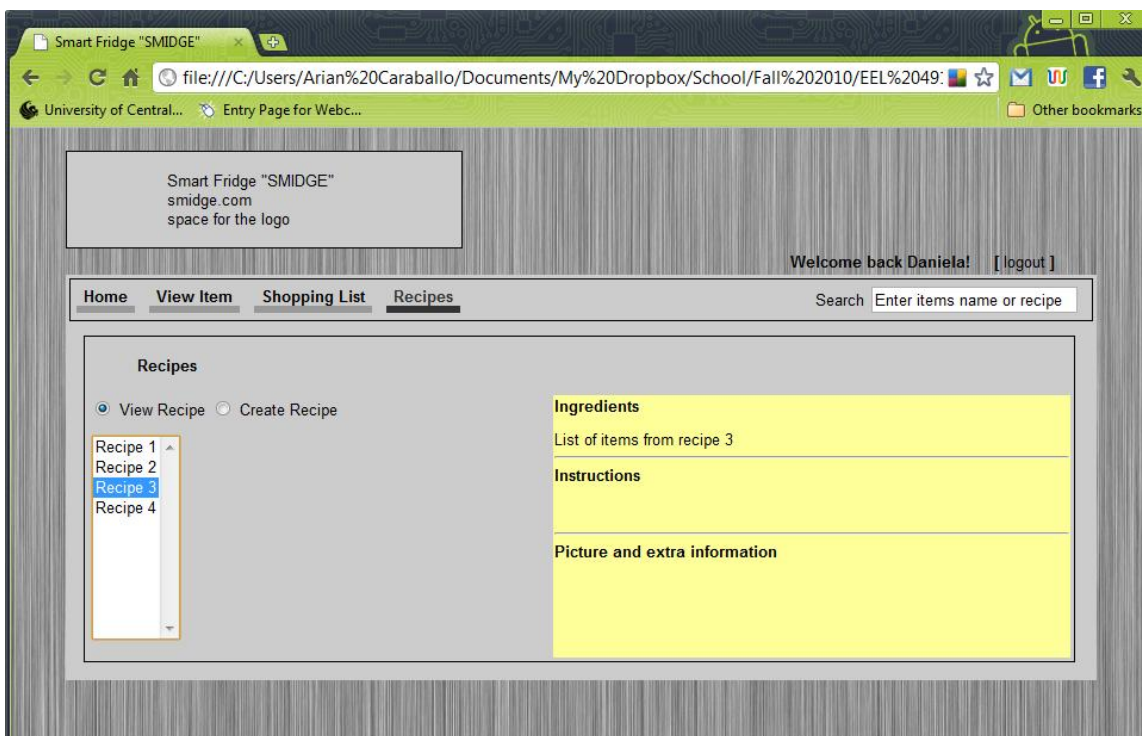 Smart Fridge "SMIDGE"
file:///C:/Users/Arian%20Caraballo/Documents/My%20Dropbox/School/Fall%202010/EEL%2049
University of Central... Entry Page for Webc... Other bookmarks
Smart Fridge "SMIDGE"
smidge.com
space for the logo
Welcome back Daniela! [ logout ]
Home View Item Shopping List Recipes Search Enter items name or recipe
Recipes
View Recipe Create Recipe
Recipe 1
Recipe 2
Recipe 3
Recipe 4
Ingredients
List of items from recipe 3
Instructions
Picture and extra information